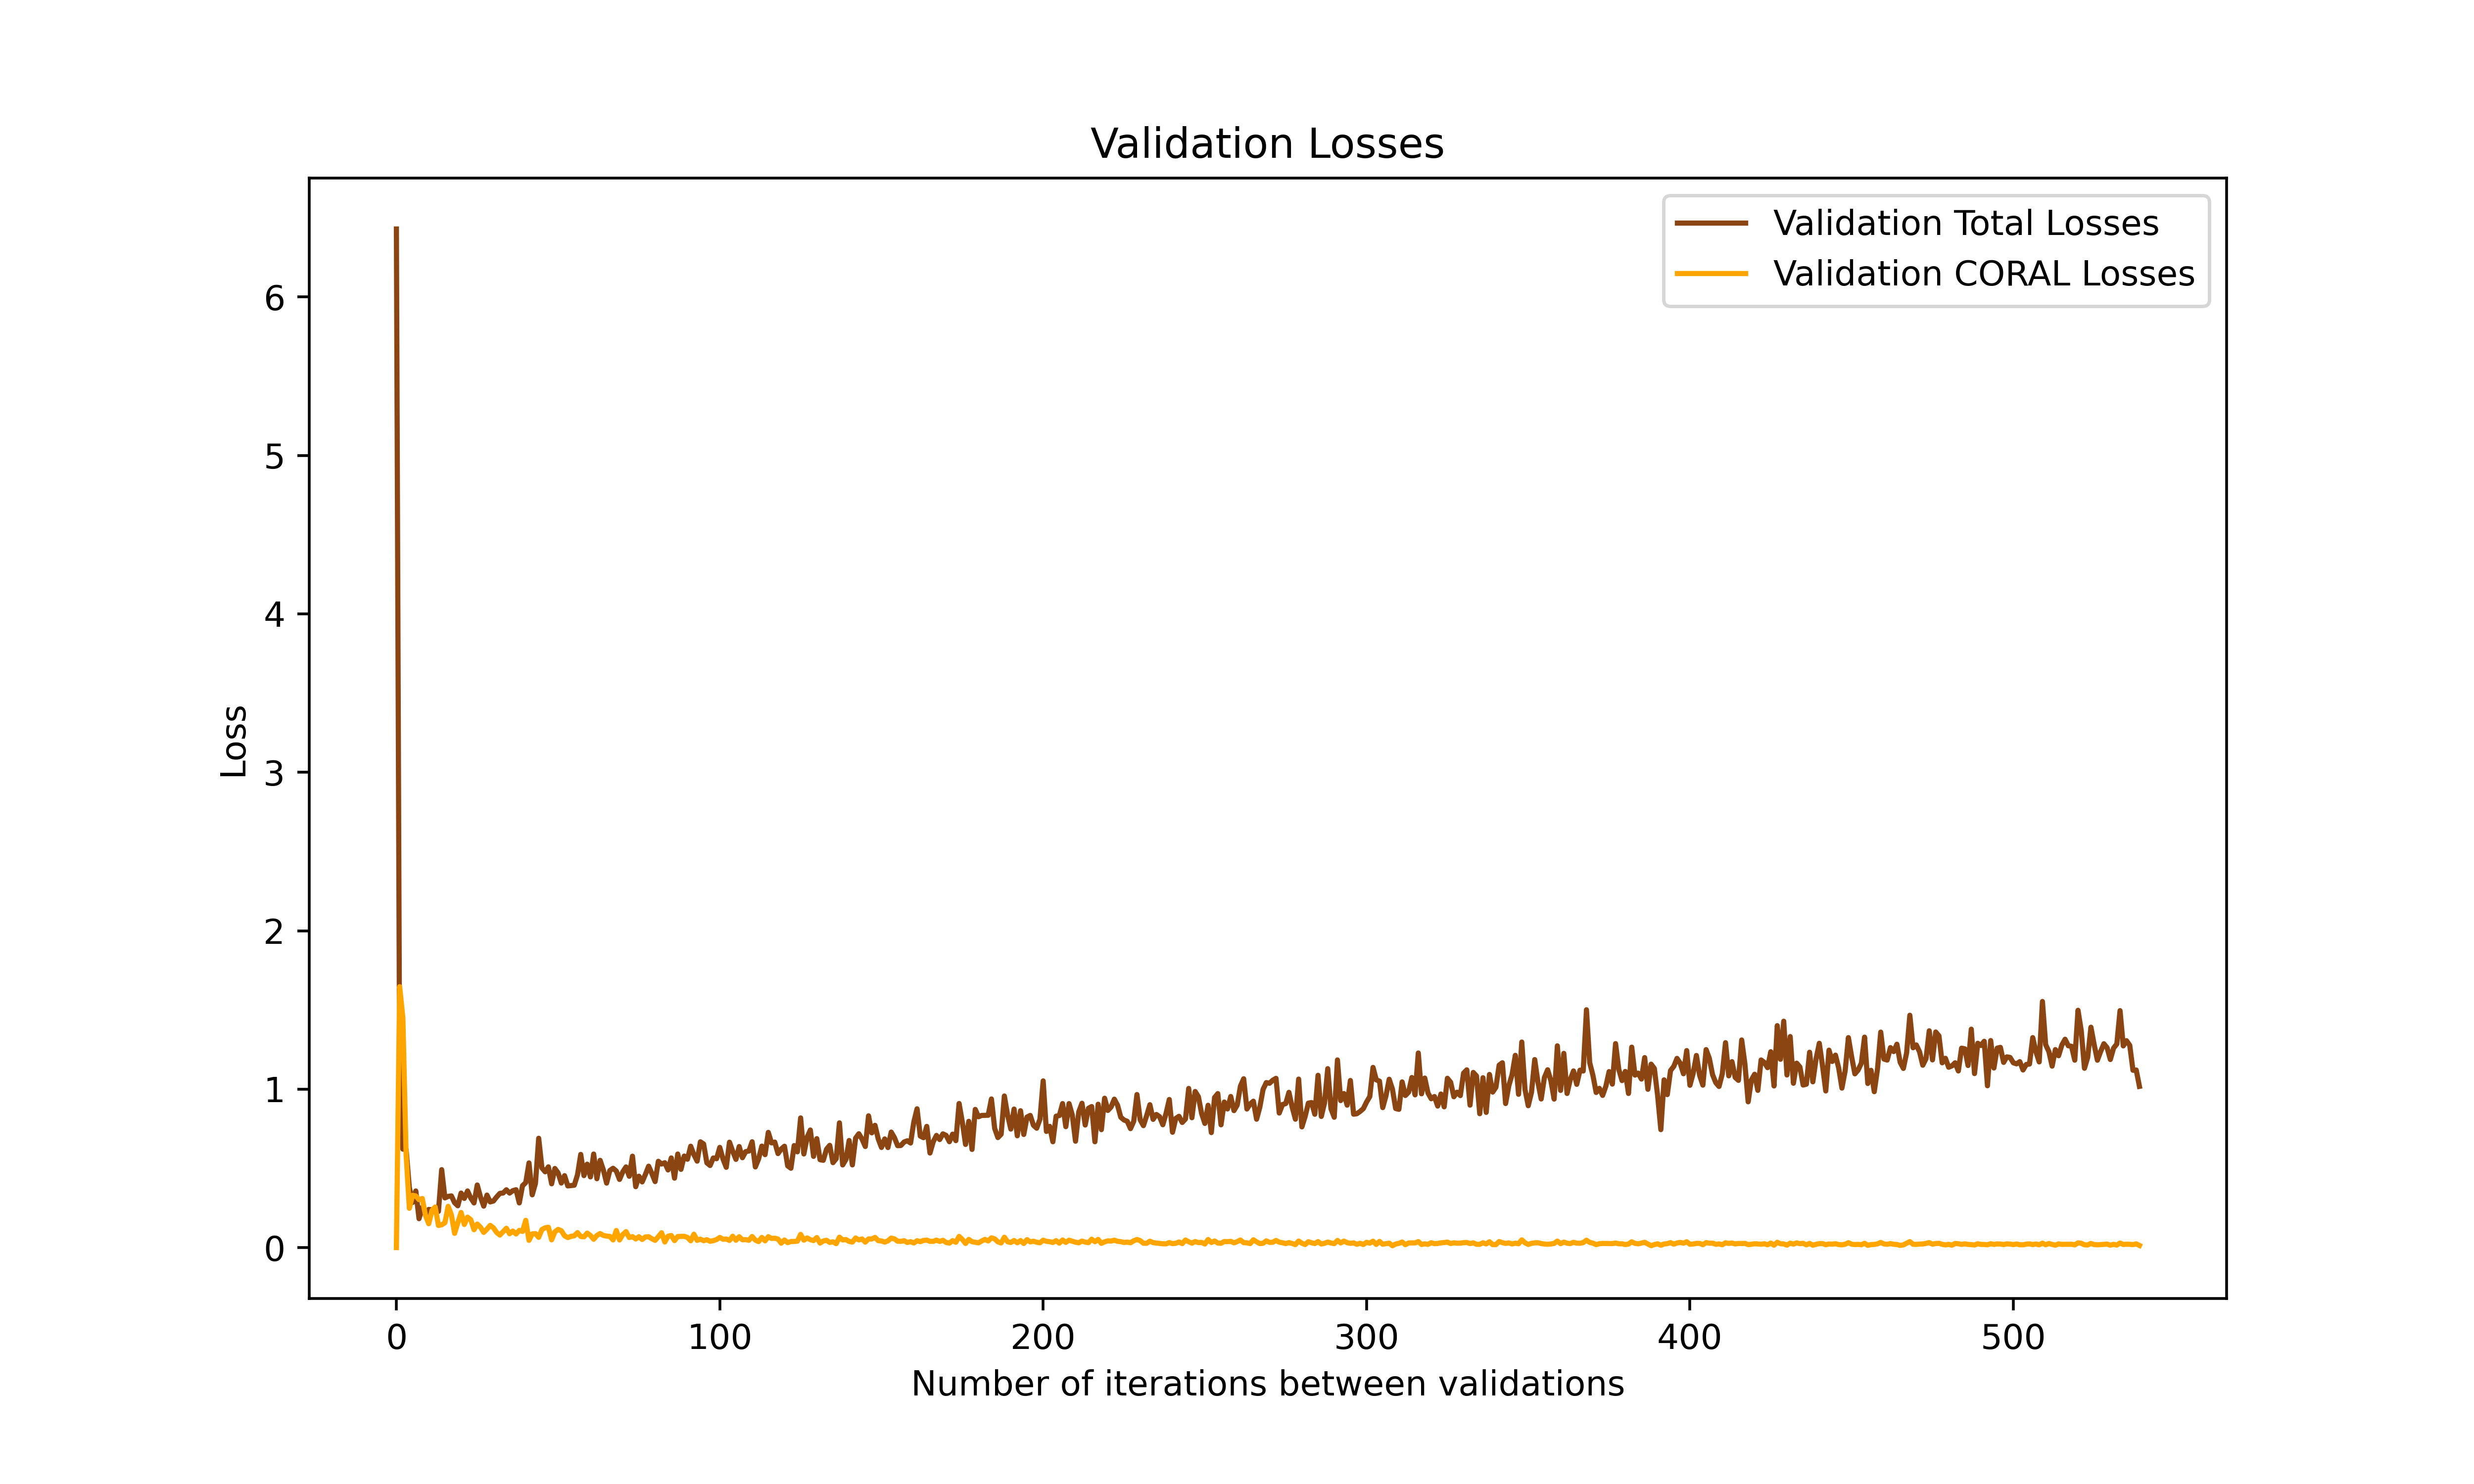 Validation Losses
Validation Total Losses
Validation CORAL Losses
6
5
4
3
2
1
0
Loss
0 100 200 300 400 500
Number of iterations between validations